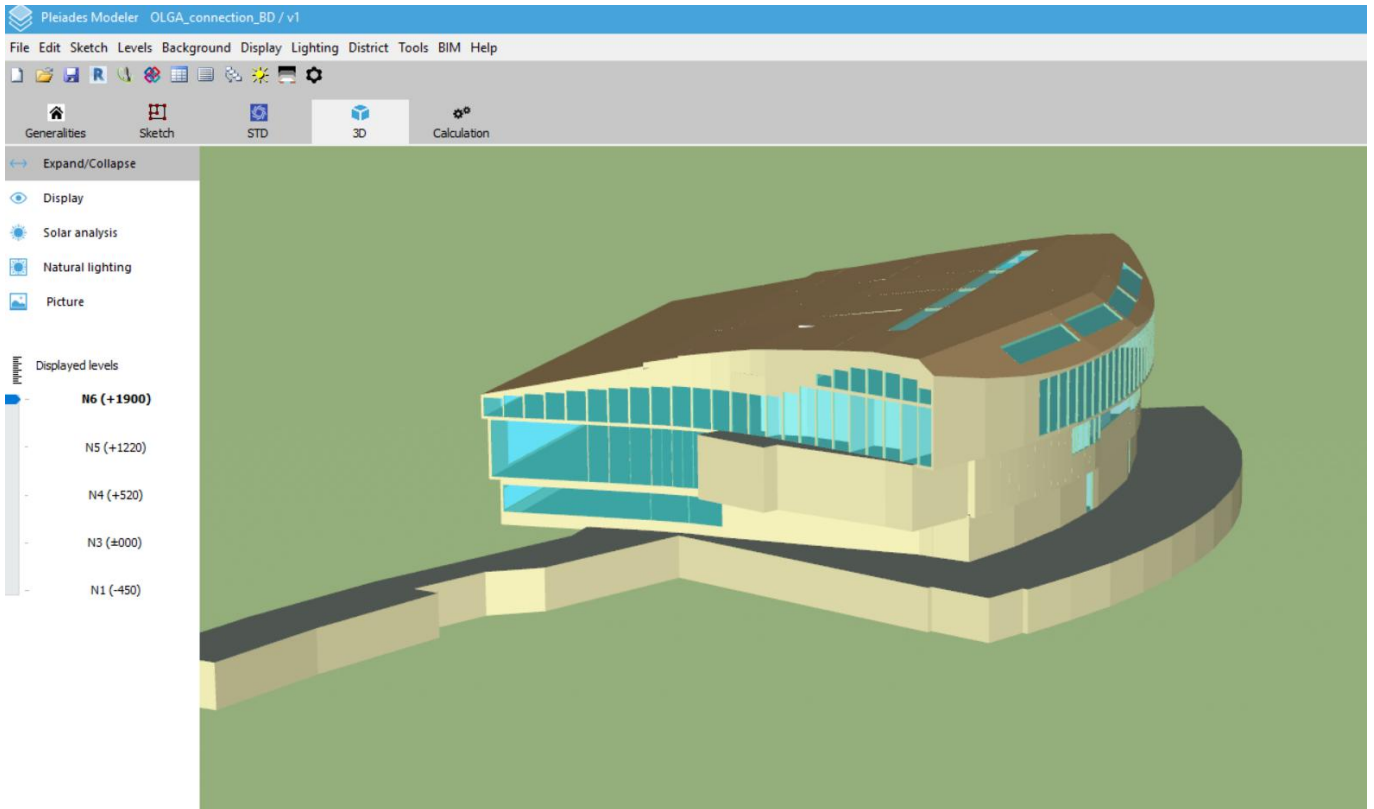 Pleiades Modeler OLGA_connection_BD / v1
File Edit Sketch Levels Background Display Lighting District Tools BIM Help
R
Generalities Sketch STD 3D Calculation
Expand/Collapse
Display
Solar analysis
Natural lighting
Picture
Displayed levels
N6 (+1900)
N5 (+1220)
N4 (+520)
N3 (±000)
N1 (-450)